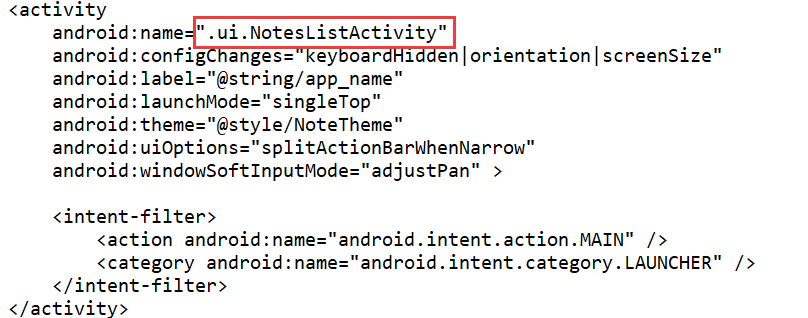 <activity
android:name=".ui.NotesListActivity"
android:configChanges="keyboardHidden|orientation|screenSize"
android:label="@string/app_name"
android:launchMode="singleTop"
android:theme="@style/NoteTheme"
android:uiOptions="splitActionBarWhenNarrow"
android:windowSoftInputMode="adjustPan" >
<intent-filter>
<action android:name="android.intent.action.MAIN" />
<category android:name="android.intent.category.LAUNCHER" />
</intent-filter>
</activity>